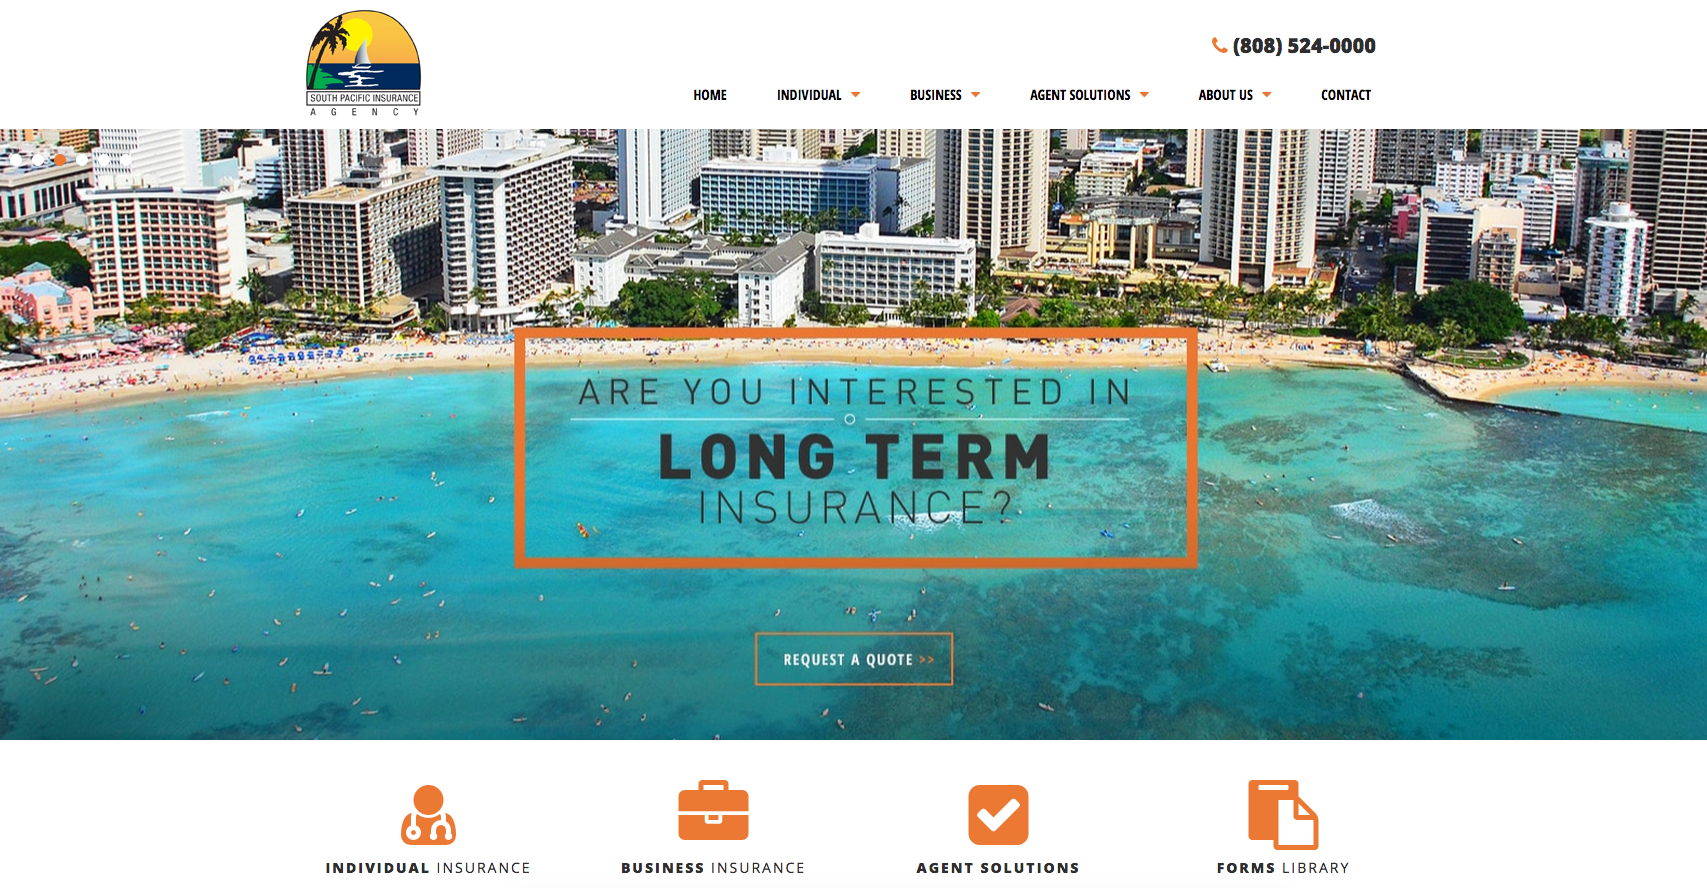 SOUTH PACIFIC INSURANCE
AGENCY
(808) 524-0000
HOME
INDIVIDUAL
BUSINESS
AGENT SOLUTIONS
ABOUT US
CONTACT
ARE YOU INTERESTED IN
LONG TERM
INSURANCE?
REQUEST A QUOTE >>
INDIVIDUAL INSURANCE
BUSINESS INSURANCE
AGENT SOLUTIONS
FORMS LIBRARY